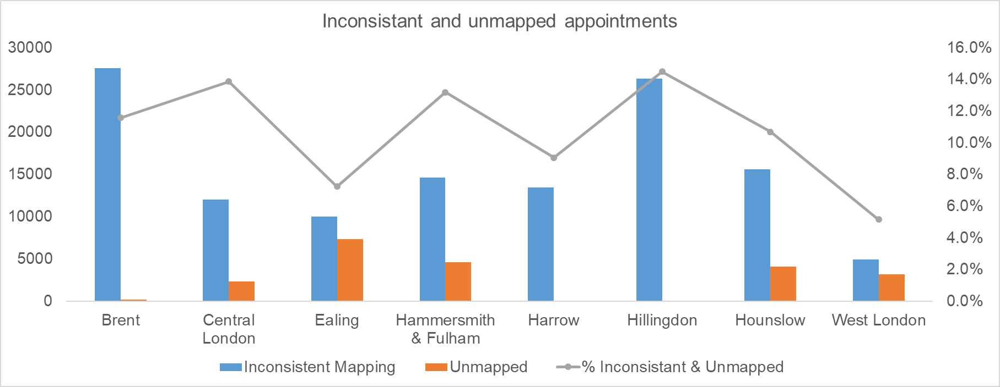 Inconsistant and unmapped appointments
30000
25000
20000
15000
10000
5000
0
16.0%
14.0%
12.0%
10.0%
8.0%
6.0%
4.0%
2.0%
0.0%
Brent
Central
London
Ealing
Hammersmith
& Fulham
Harrow
Hillingdon
Hounslow
West London
Inconsistent Mapping
Unmapped
% Inconsistant & Unmapped